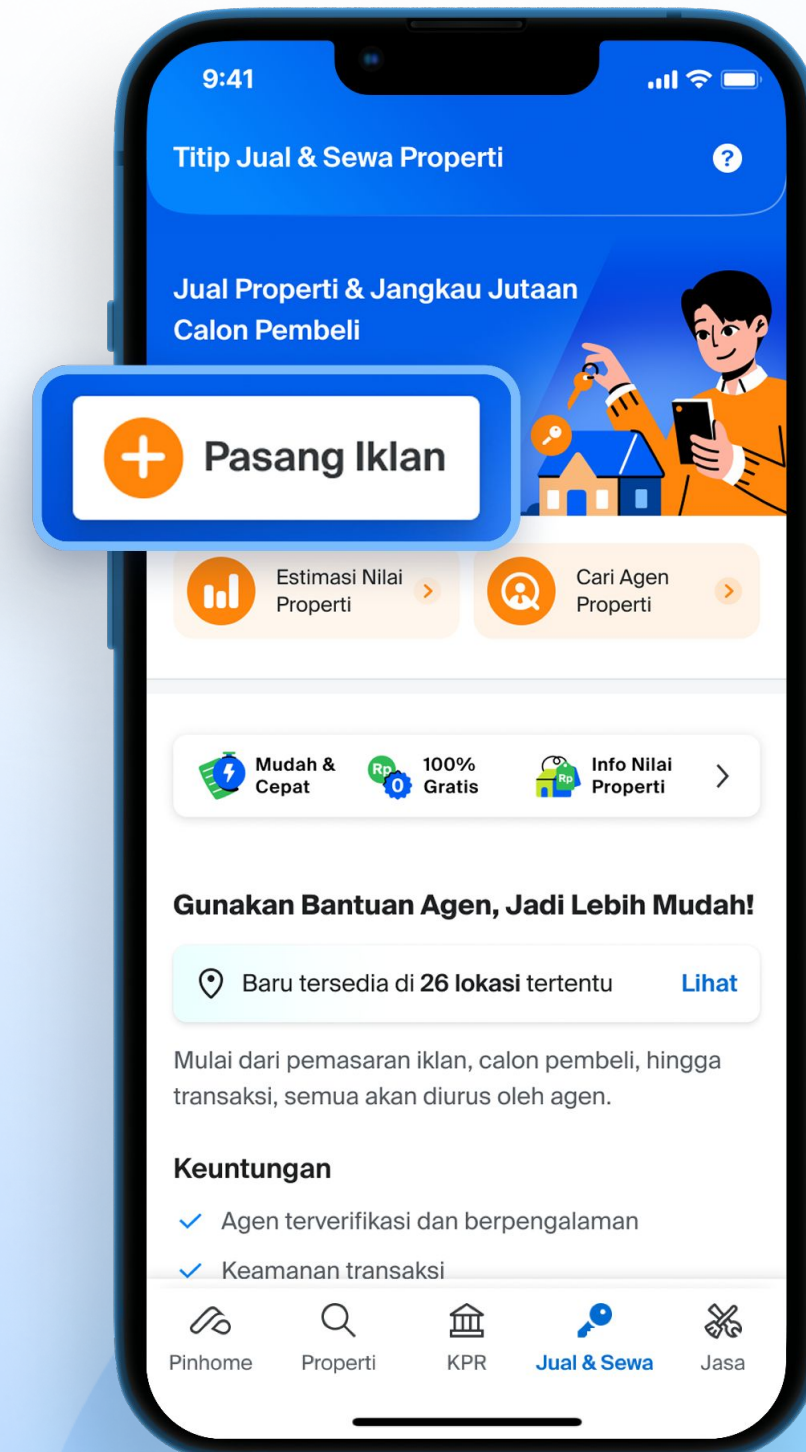 9:41
Titip Jual & Sewa Properti
?
Jual Properti & Jangkau Jutaan
Calon Pembeli
Pasang Iklan
Estimasi Nilai
Properti
Cari Agen
Properti
Mudah &
Cepat
Rp
0
100%
Gratis
Rp
Info Nilai
Properti
Gunakan Bantuan Agen, Jadi Lebih Mudah!
Baru tersedia di 26 lokasi tertentu
Lihat
Mulai dari pemasaran iklan, calon pembeli, hingga
transaksi, semua akan diurus oleh agen.
Keuntungan
Agen terverifikasi dan berpengalaman
Keamanan transaksi
Pinhome
Properti
KPR
Jual & Sewa
Jasa